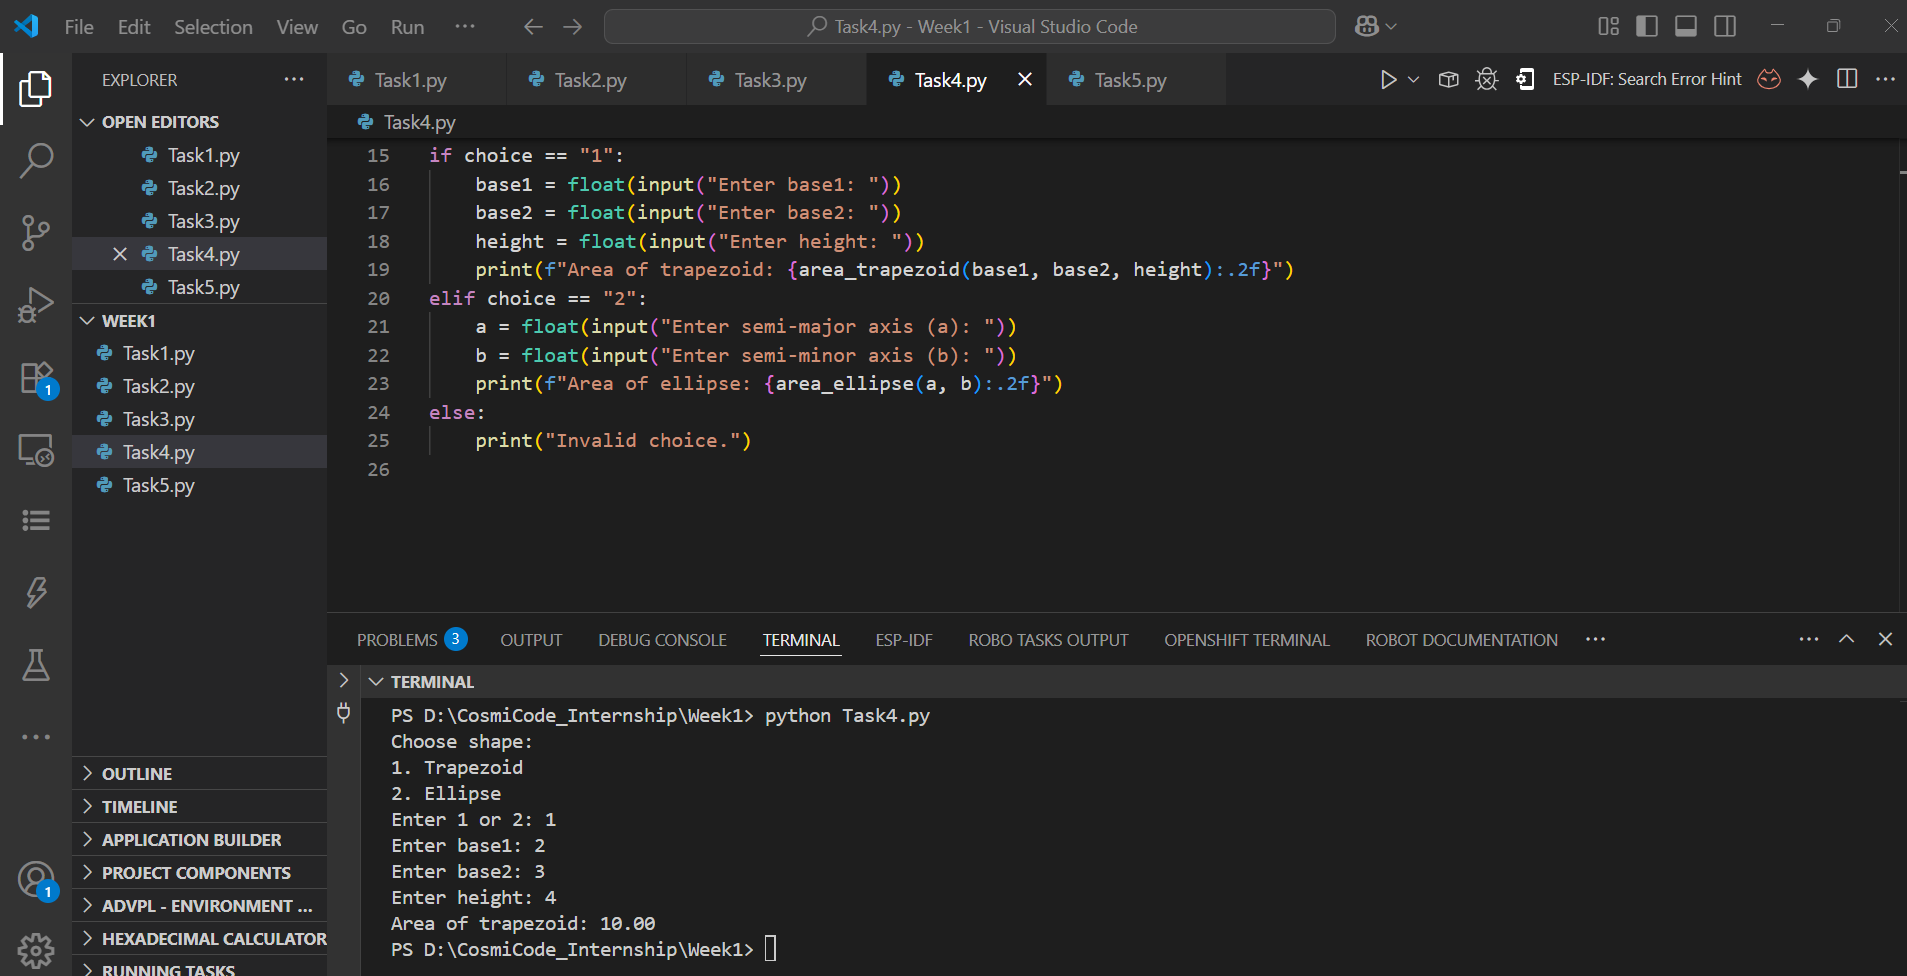 File Edit Selection View Go Run ··· Task4.py - Week1 - Visual Studio Code
EXPLORER ···
OPEN EDITORS
Task1.py
Task2.py
Task3.py
Task4.py
Task5.py
WEEK1
Task1.py
Task2.py
Task3.py
Task4.py
Task5.py
OUTLINE
TIMELINE
APPLICATION BUILDER
PROJECT COMPONENTS
ADVPL - ENVIRONMENT ...
HEXADECIMAL CALCULATOR
RUNNING TASKS
1
1
Task1.py Task2.py Task3.py Task4.py Task5.py ESP-IDF: Search Error Hint
Task4.py
15 if choice == "1":
16     base1 = float(input("Enter base1: "))
17     base2 = float(input("Enter base2: "))
18     height = float(input("Enter height: "))
19     print(f"Area of trapezoid: {area_trapezoid(base1, base2, height):.2f}")
20 elif choice == "2":
21     a = float(input("Enter semi-major axis (a): "))
22     b = float(input("Enter semi-minor axis (b): "))
23     print(f"Area of ellipse: {area_ellipse(a, b):.2f}")
24 else:
25     print("Invalid choice.")
26
PROBLEMS 3 OUTPUT DEBUG CONSOLE TERMINAL ESP-IDF ROBO TASKS OUTPUT OPENSHIFT TERMINAL ROBOT DOCUMENTATION ···
TERMINAL
PS D:\CosmiCode_Internship\Week1> python Task4.py
Choose shape:
1. Trapezoid
2. Ellipse
Enter 1 or 2: 1
Enter base1: 2
Enter base2: 3
Enter height: 4
Area of trapezoid: 10.00
PS D:\CosmiCode_Internship\Week1>